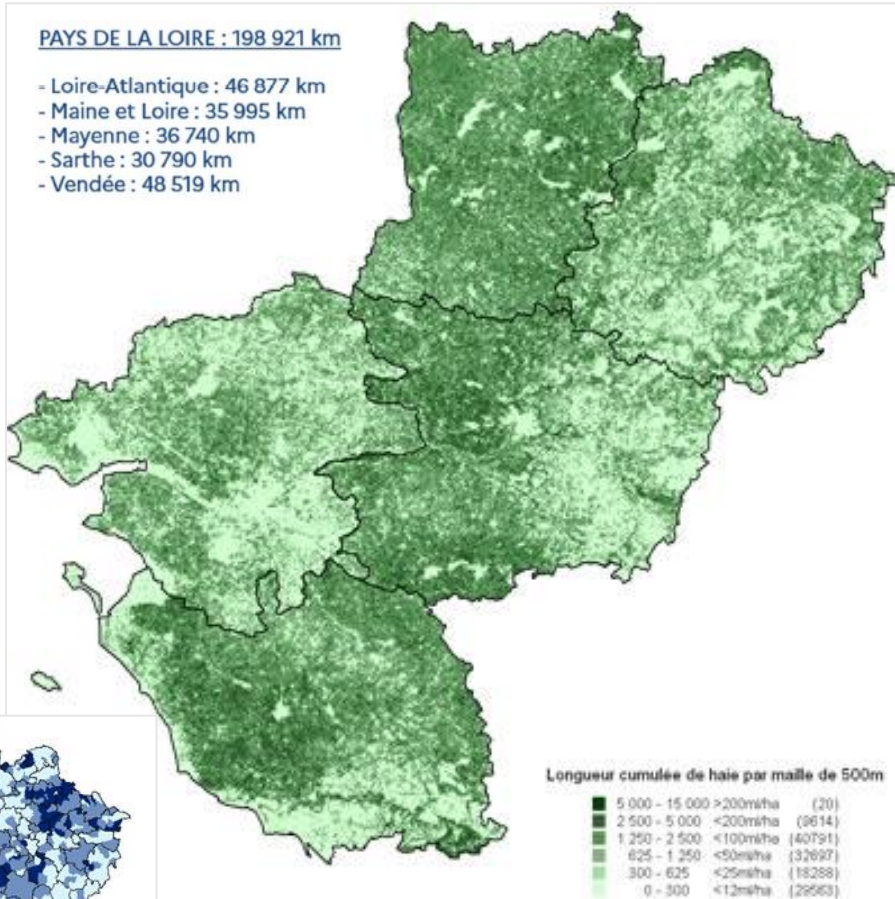 PAYS DE LA LOIRE : 198 921 km
- Loire-Atlantique : 46 877 km
- Maine et Loire : 35 995 km
- Mayenne : 36 740 km
- Sarthe : 30 790 km
- Vendée : 48 519 km
Longueur cumulée de haie par maille de 500m
5 000 - 15 000 >200ml/ha (20)
2 500 - 5 000 <200ml/ha (9614)
1 250 - 2 500 <100ml/ha (40791)
625 - 1 250 <50ml/ha (32697)
300 - 625 <25ml/ha (18288)
0 - 300 <12ml/ha (29563)